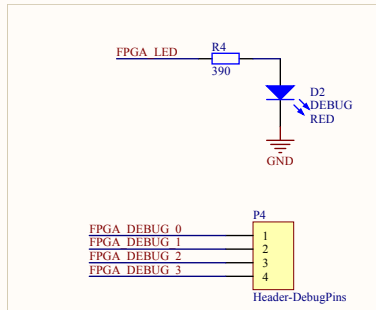 FPGA_LED
R4
390
D2
DEBUG
RED
GND
P4
FPGA_DEBUG_0
1
FPGA_DEBUG_1
2
FPGA_DEBUG_2
3
FPGA_DEBUG_3
4
Header-DebugPins